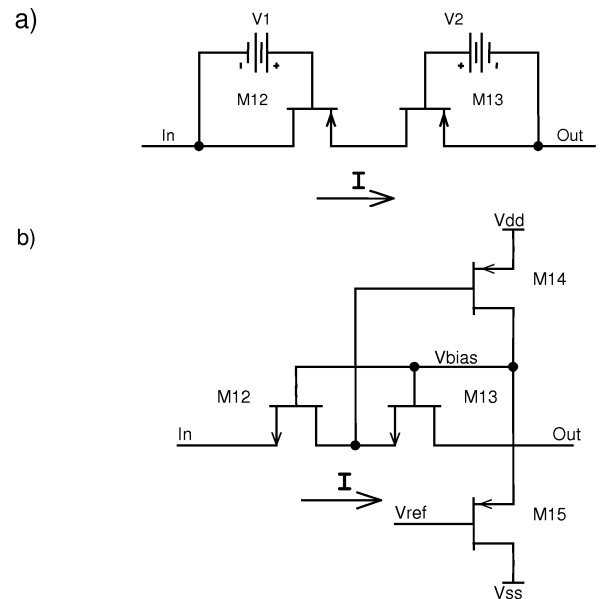 a)
V1
V2
- +
+ -
M12
M13
In
Out
I
b)
Vdd
M14
Vbias
M12
M13
In
Out
I
Vref
M15
Vss